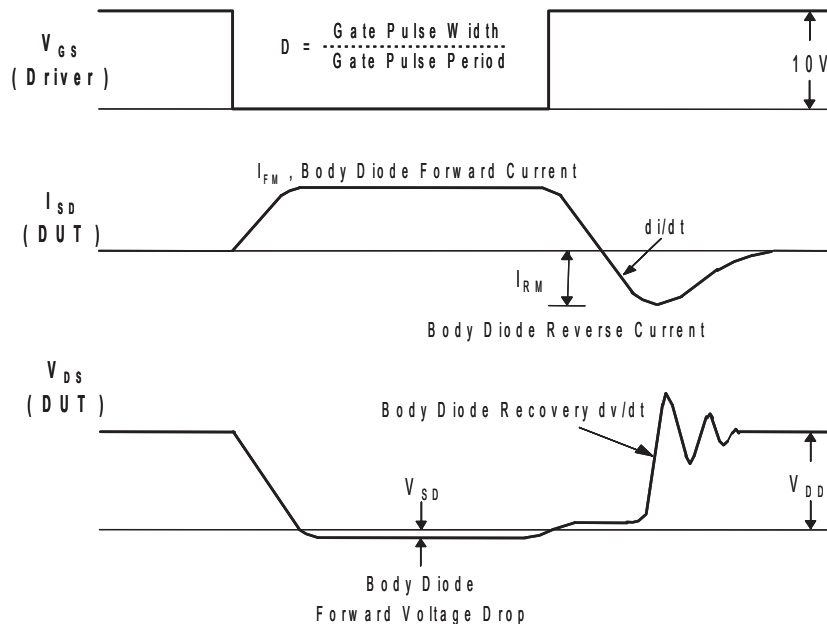 V GS
( Driver )
D = Gate Pulse Width
Gate Pulse Period
10V
I FM , Body Diode Forward Current
I SD
( DUT )
di/dt
I RM
Body Diode Reverse Current
V DS
( DUT )
Body Diode Recovery dv/dt
V SD
V DD
Body Diode
Forward Voltage Drop